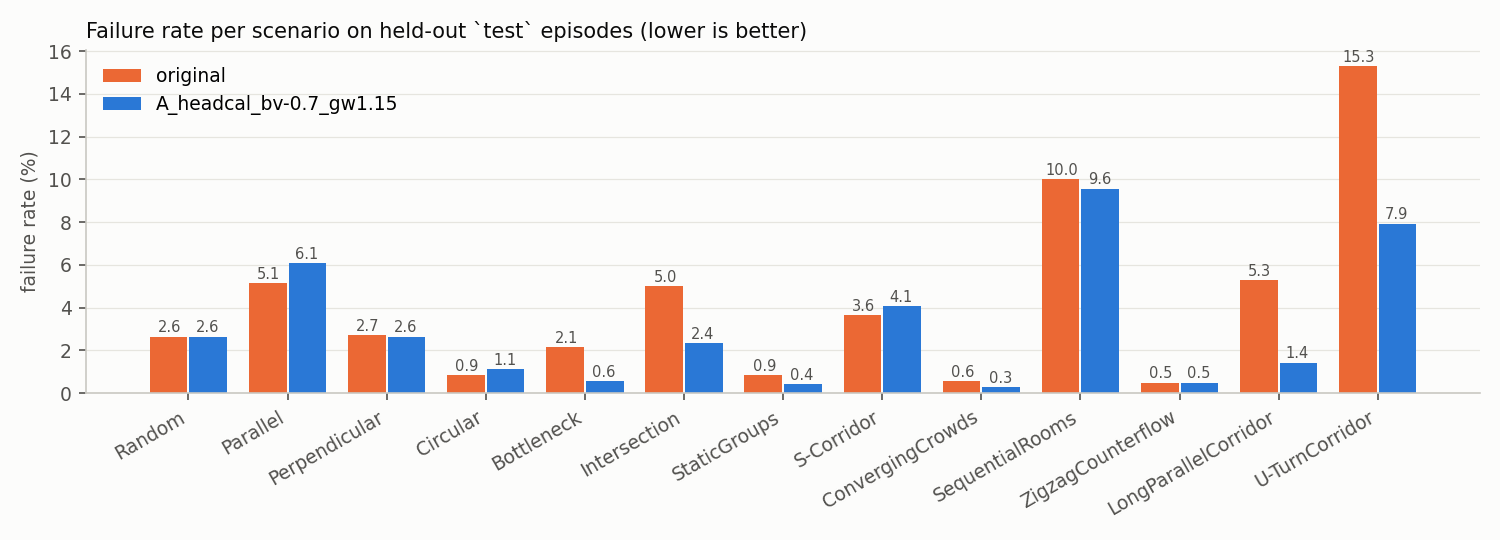 Failure rate per scenario on held-out `test` episodes (lower is better)
original
A_headcal_bv-0.7_gw1.15
failure rate (%)
16
14
12
10
8
6
4
2
0
2.6 2.6
5.1 6.1
2.7 2.6
0.9 1.1
2.1 0.6
5.0 2.4
0.9 0.4
3.6 4.1
0.6 0.3
10.0 9.6
0.5 0.5
5.3 1.4
15.3 7.9
Random
Parallel
Perpendicular
Circular
Bottleneck
Intersection
StaticGroups
S-Corridor
ConvergingCrowds
SequentialRooms
ZigzagCounterflow
LongParallelCorridor
U-TurnCorridor